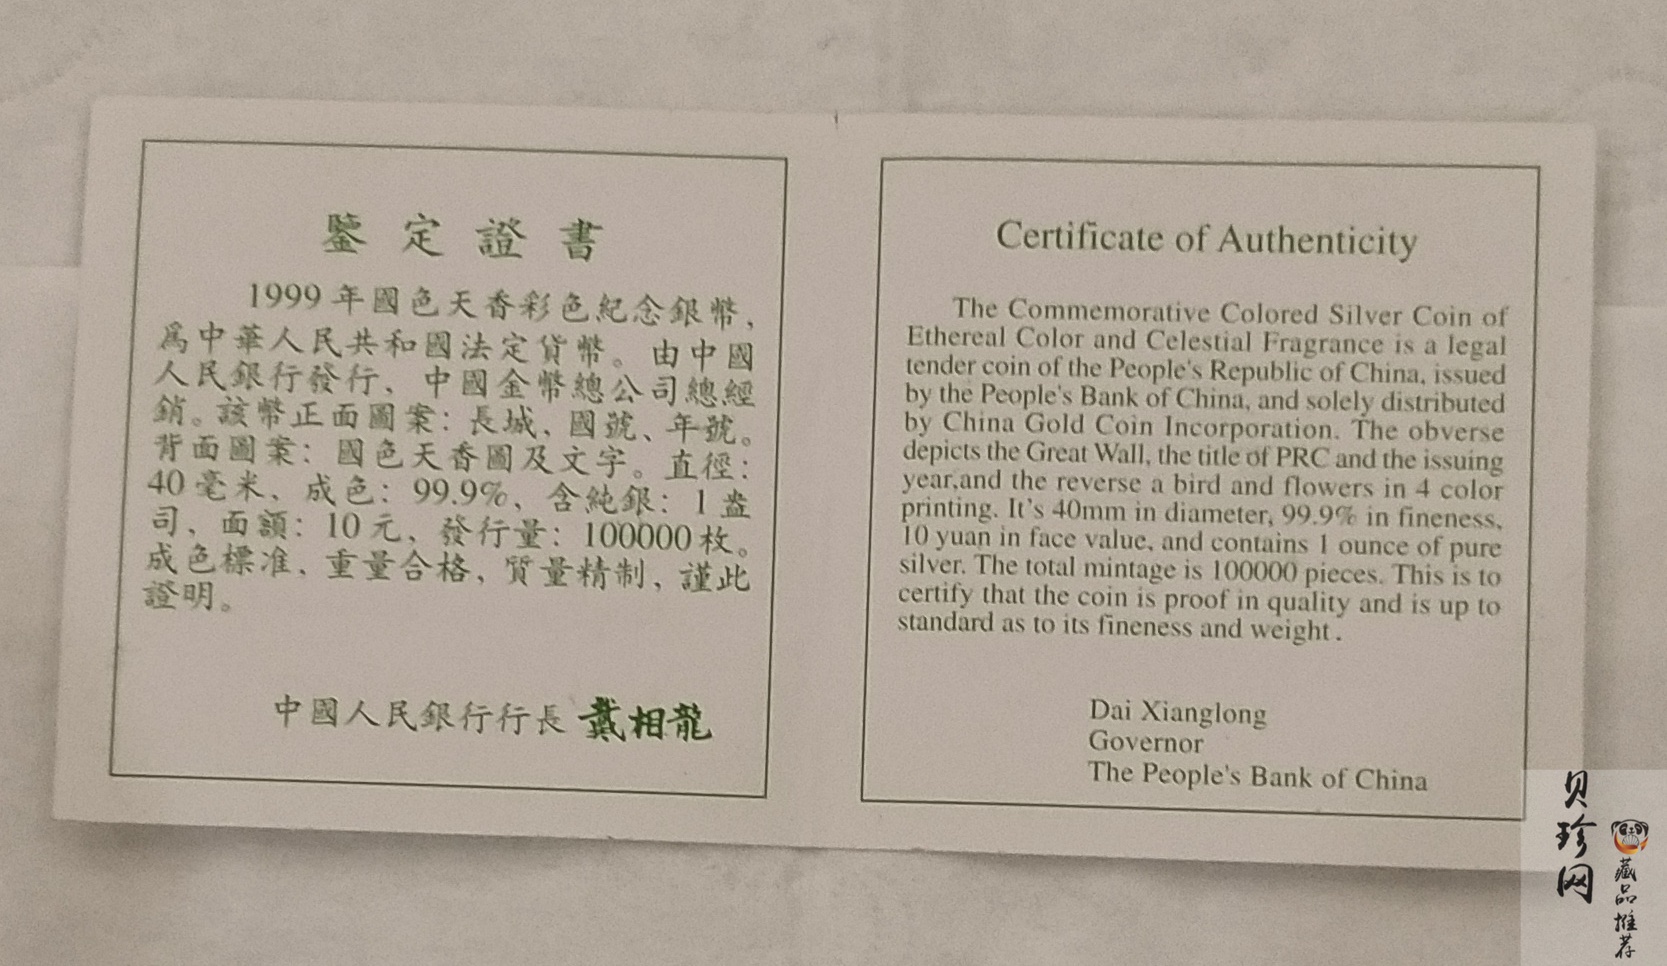 鑒定證書
1999年國色天香彩色紀念銀幣，
爲中華人民共和國法定貨幣。由中國
人民銀行發行，中國金幣總公司總經
銷。該幣正面圖案：長城、國號、年號。
背面圖案：國色天香圖及文字。直徑：
40毫米，成色：99.9%，含純銀：1盎
司，面額：10元，發行量：100000枚。
成色標准，重量合格，質量精制，謹此
證明。
中國人民銀行行長 戴相龍
Certificate of Authenticity
The Commemorative Colored Silver Coin of
Ethereal Color and Celestial Fragrance is a legal
tender coin of the People's Republic of China, issued
by the People's Bank of China, and solely distributed
by China Gold Coin Incorporation. The obverse
depicts the Great Wall, the title of PRC and the issuing
year,and the reverse a bird and flowers in 4 color
printing. It's 40mm in diameter, 99.9% in fineness,
10 yuan in face value, and contains 1 ounce of pure
silver. The total mintage is 100000 pieces. This is to
certify that the coin is proof in quality and is up to
standard as to its fineness and weight.
Dai Xianglong
Governor
The People's Bank of China
贝珍网
藏品推荐